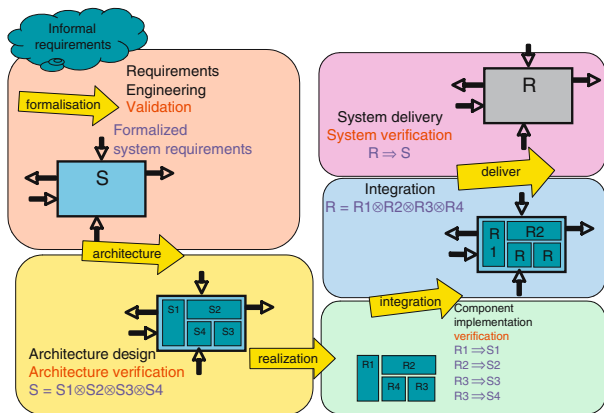 Informal
requirements
Requirements
Engineering
Validation
formalisation
Formalized
system requirements
S
architecture
S1
S2
S4
S3
Architecture design
Architecture verification
S = S1⊗S2⊗S3⊗S4
realization
R
System delivery
System verification
R ⇒ S
deliver
Integration
R = R1⊗R2⊗R3⊗R4
R
1
R2
R
R
integration
Component
implementation
verification
R1 ⇒S1
R2 ⇒S2
R3 ⇒S3
R3 ⇒S4
R1
R2
R4
R3